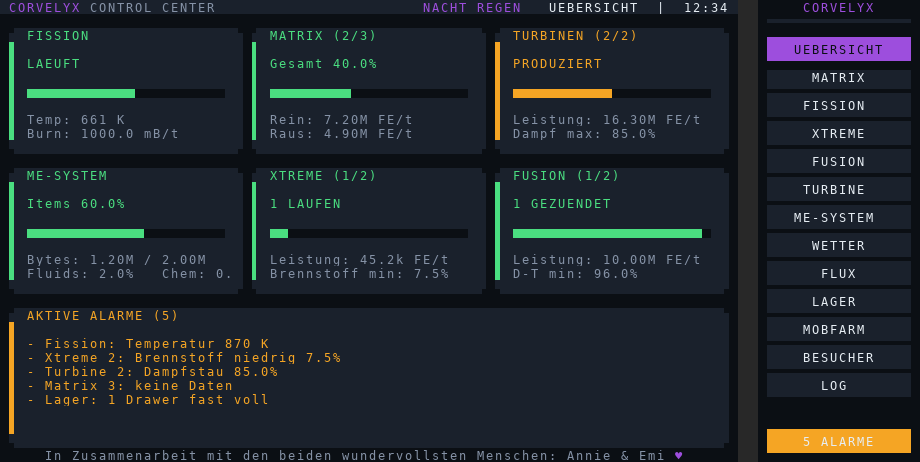 CORVELYX CONTROL CENTER NACHT REGEN UEBERSICHT | 12:34
FISSION
LAEUFT
Temp: 661 K
Burn: 1000.0 mB/t
MATRIX (2/3)
Gesamt 40.0%
Rein: 7.20M FE/t
Raus: 4.90M FE/t
TURBINEN (2/2)
PRODUZIERT
Leistung: 16.30M FE/t
Dampf max: 85.0%
ME-SYSTEM
Items 60.0%
Bytes: 1.20M / 2.00M
Fluids: 2.0% Chem: 0.
XTREME (1/2)
1 LAUFEN
Leistung: 45.2k FE/t
Brennstoff min: 7.5%
FUSION (1/2)
1 GEZUENDET
Leistung: 10.00M FE/t
D-T min: 96.0%
AKTIVE ALARME (5)
- Fission: Temperatur 870 K
- Xtreme 2: Brennstoff niedrig 7.5%
- Turbine 2: Dampfstau 85.0%
- Matrix 3: keine Daten
- Lager: 1 Drawer fast voll
In Zusammenarbeit mit den beiden wundervollsten Menschen: Annie & Emi ♥
CORVELYX
UEBERSICHT
MATRIX
FISSION
XTREME
FUSION
TURBINE
ME-SYSTEM
WETTER
FLUX
LAGER
MOBFARM
BESUCHER
LOG
5 ALARME